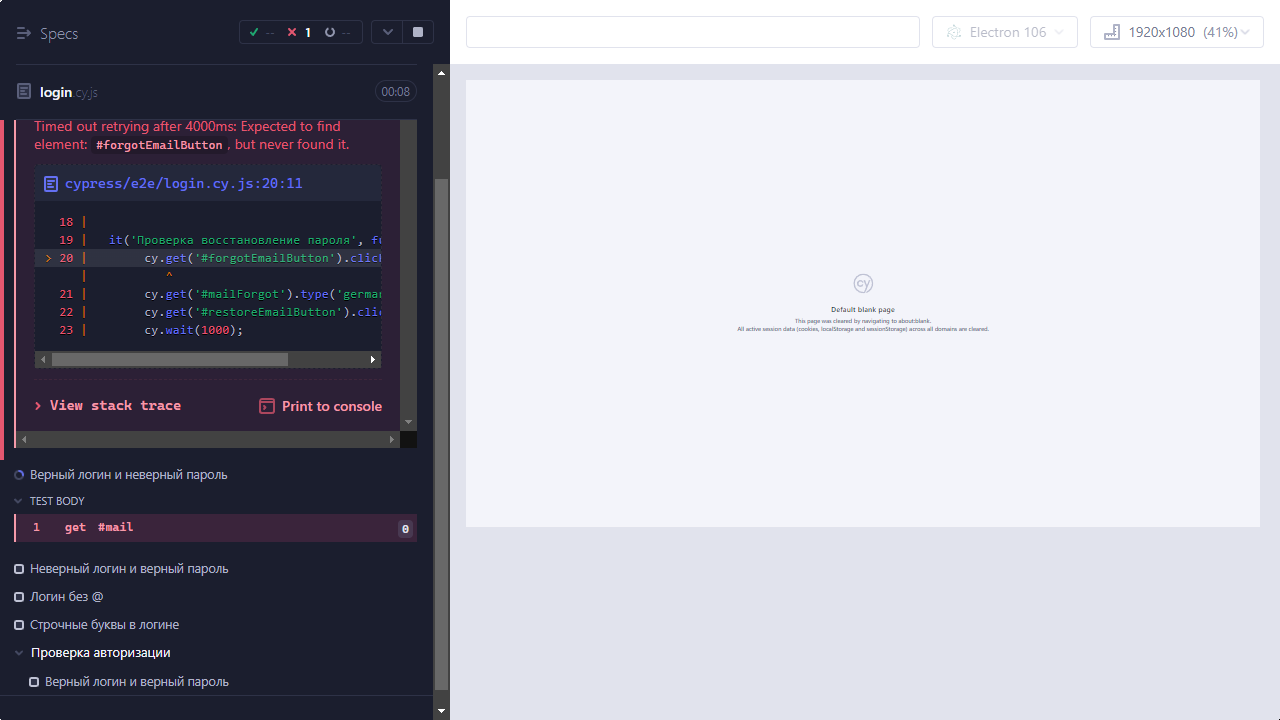 Specs
--
1
--
Electron 106
1920x1080 (41%)
login.cy.js
00:08
Timed out retrying after 4000ms: Expected to find
element: #forgotEmailButton, but never found it.
cypress/e2e/login.cy.js:20:11
18 |
19 | it('Проверка восстановление пароля', fu
> 20 | cy.get('#forgotEmailButton').click
| ^
21 | cy.get('#mailForgot').type('german
22 | cy.get('#restoreEmailButton').clic
23 | cy.wait(1000);
View stack trace
Print to console
Верный логин и неверный пароль
TEST BODY
1 get #mail 0
Неверный логин и верный пароль
Логин без @
Строчные буквы в логине
Проверка авторизации
Верный логин и верный пароль
cy
Default blank page
This page was cleared by navigating to about:blank.
All active session data (cookies, localStorage and sessionStorage) across all domains are cleared.